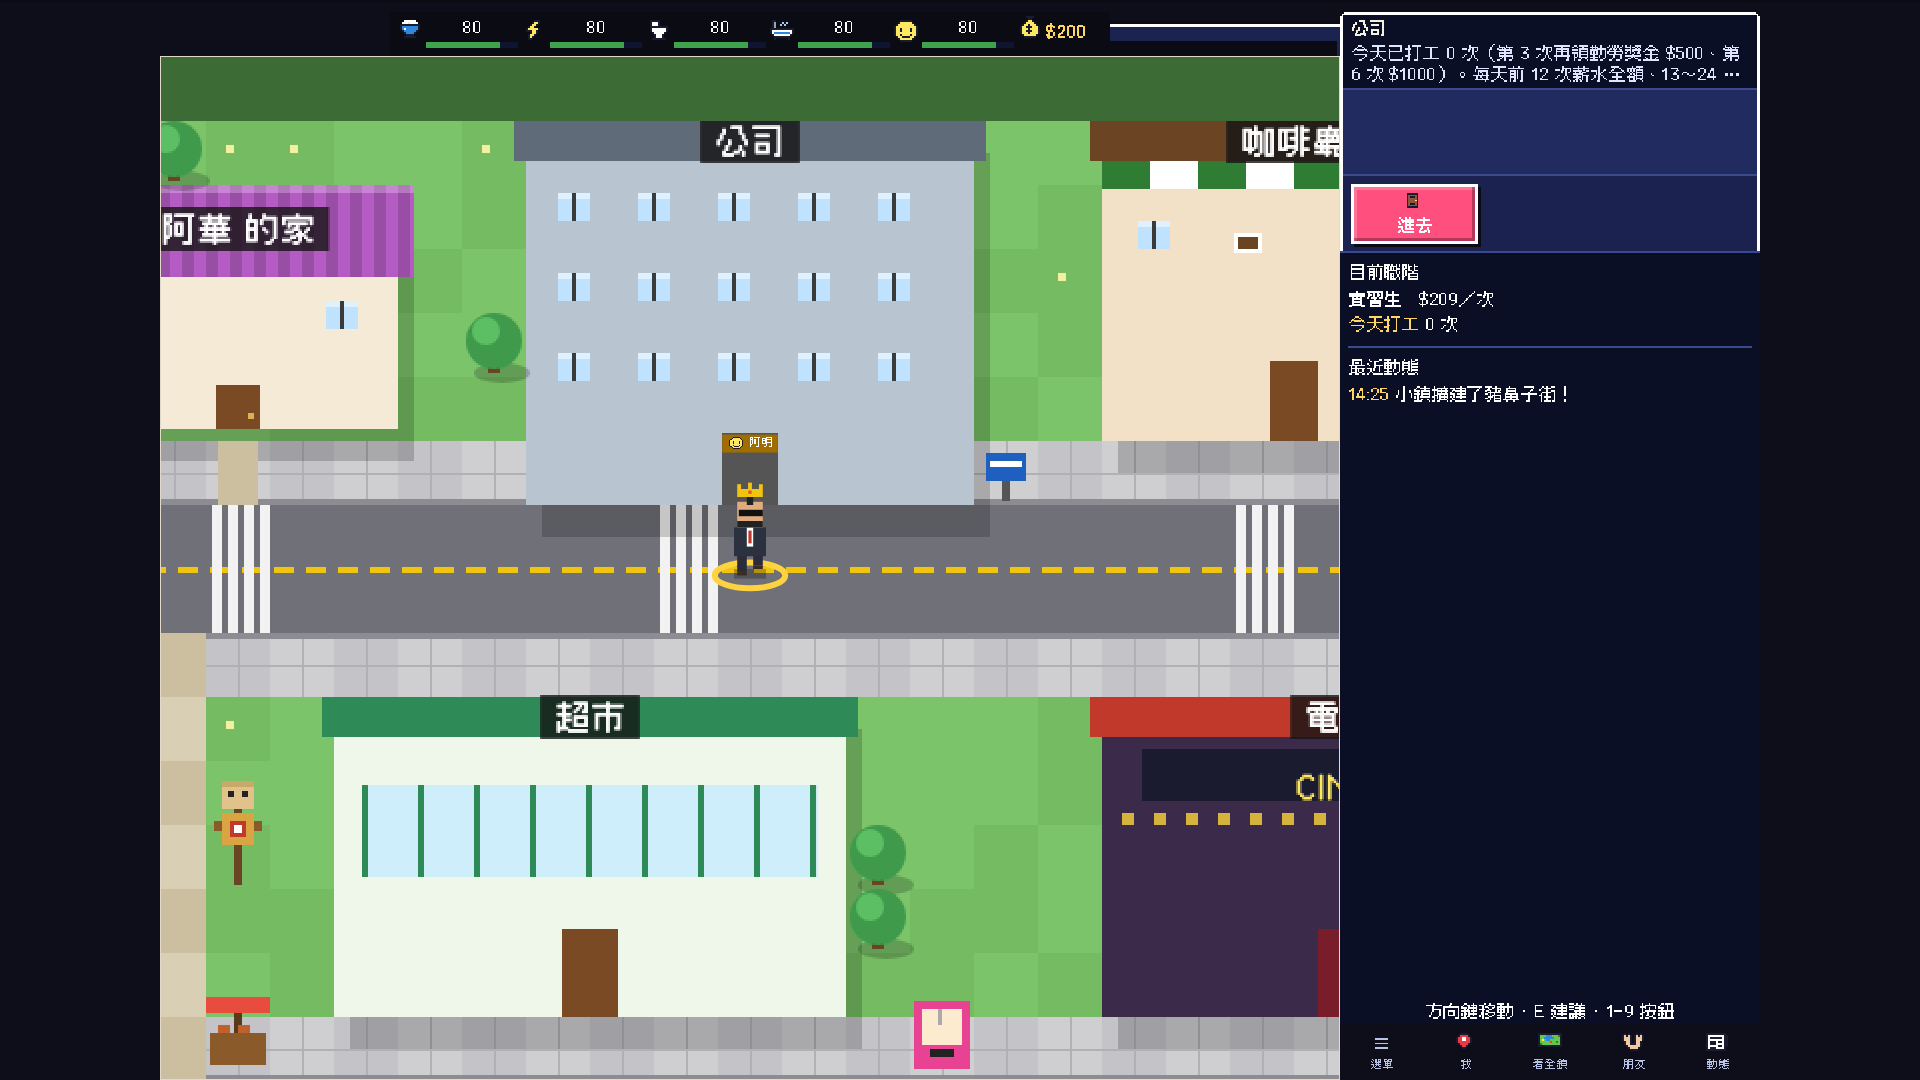 80
80
80
80
80
$200
公司
今天已打工 0 次（第 3 次再領勤勞獎金 $500、第
6 次 $1000）。每天前 12 次薪水全額、13～24 …
進去
目前職階
實習生 $209／次
今天打工 0 次
最近動態
14:25 小鎮擴建了豬鼻子街！
公司
阿華 的家
阿明
超市
方向鍵移動 · E 建議 · 1-9 按鈕
選單
我
看全鎮
朋友
動態